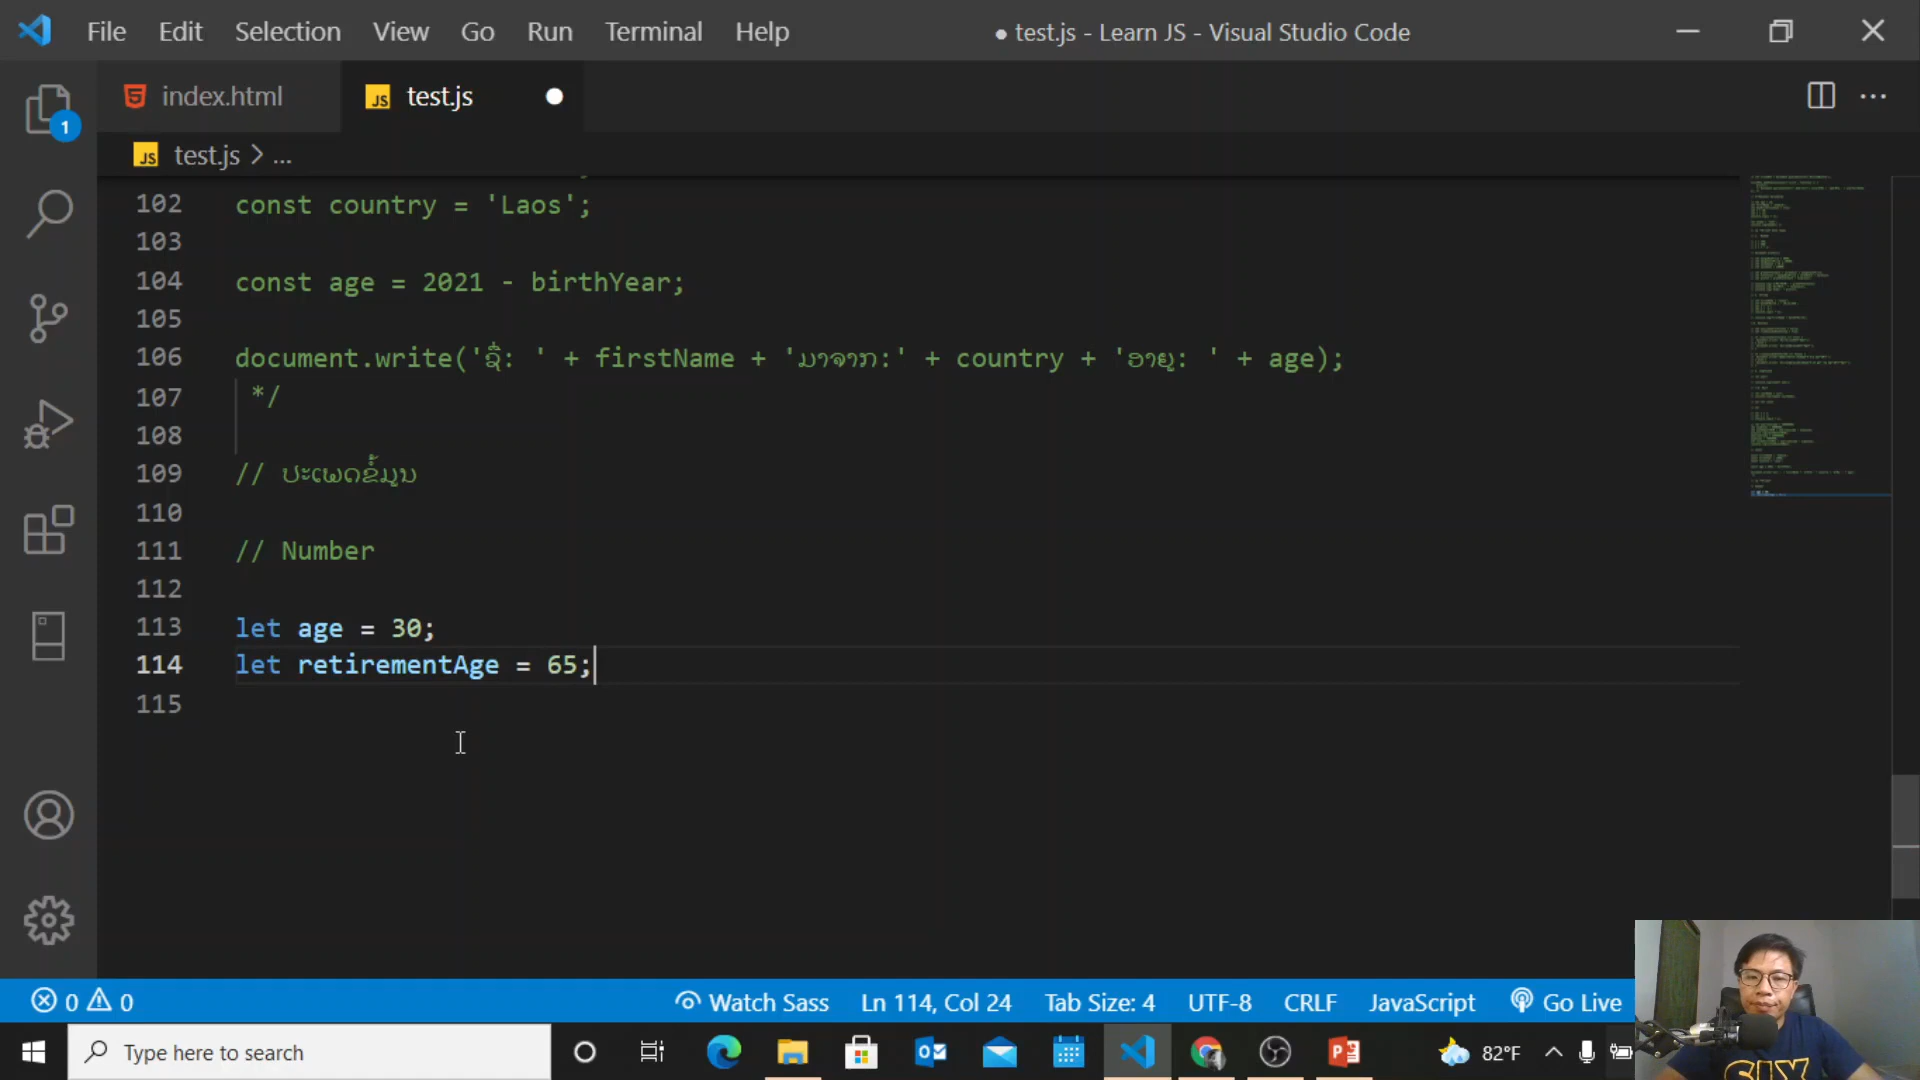 File Edit Selection View Go Run Terminal Help
● test.js - Learn JS - Visual Studio Code
index.html
JS test.js
JS test.js > ...
1
102 const country = 'Laos';
103
104 const age = 2021 - birthYear;
105
106 document.write('ຊື່: ' + firstName + 'ມາຈາກ:' + country + 'ອາຍຸ: ' + age);
107 */
108
109 // ປະເພດຂໍ້ມູນ
110
111 // Number
112
113 let age = 30;
114 let retirementAge = 65;
115
0 0
Watch Sass Ln 114, Col 24 Tab Size: 4 UTF-8 CRLF JavaScript Go Live
Type here to search
82°F